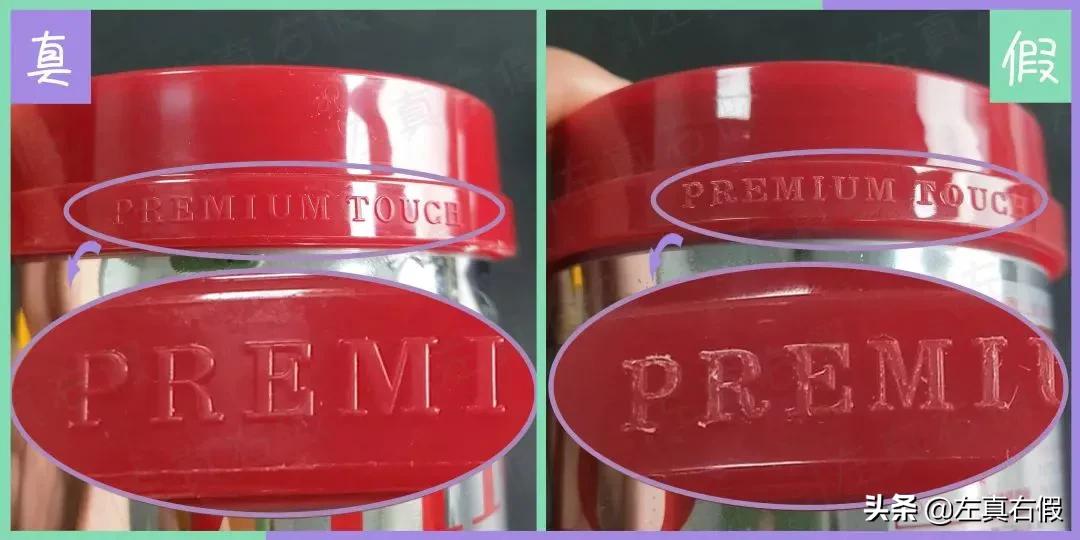 真
假
PREMIUM TOUCH
PREMIUM TOUCH
PREMI
PREMIU
头条 @左真右假